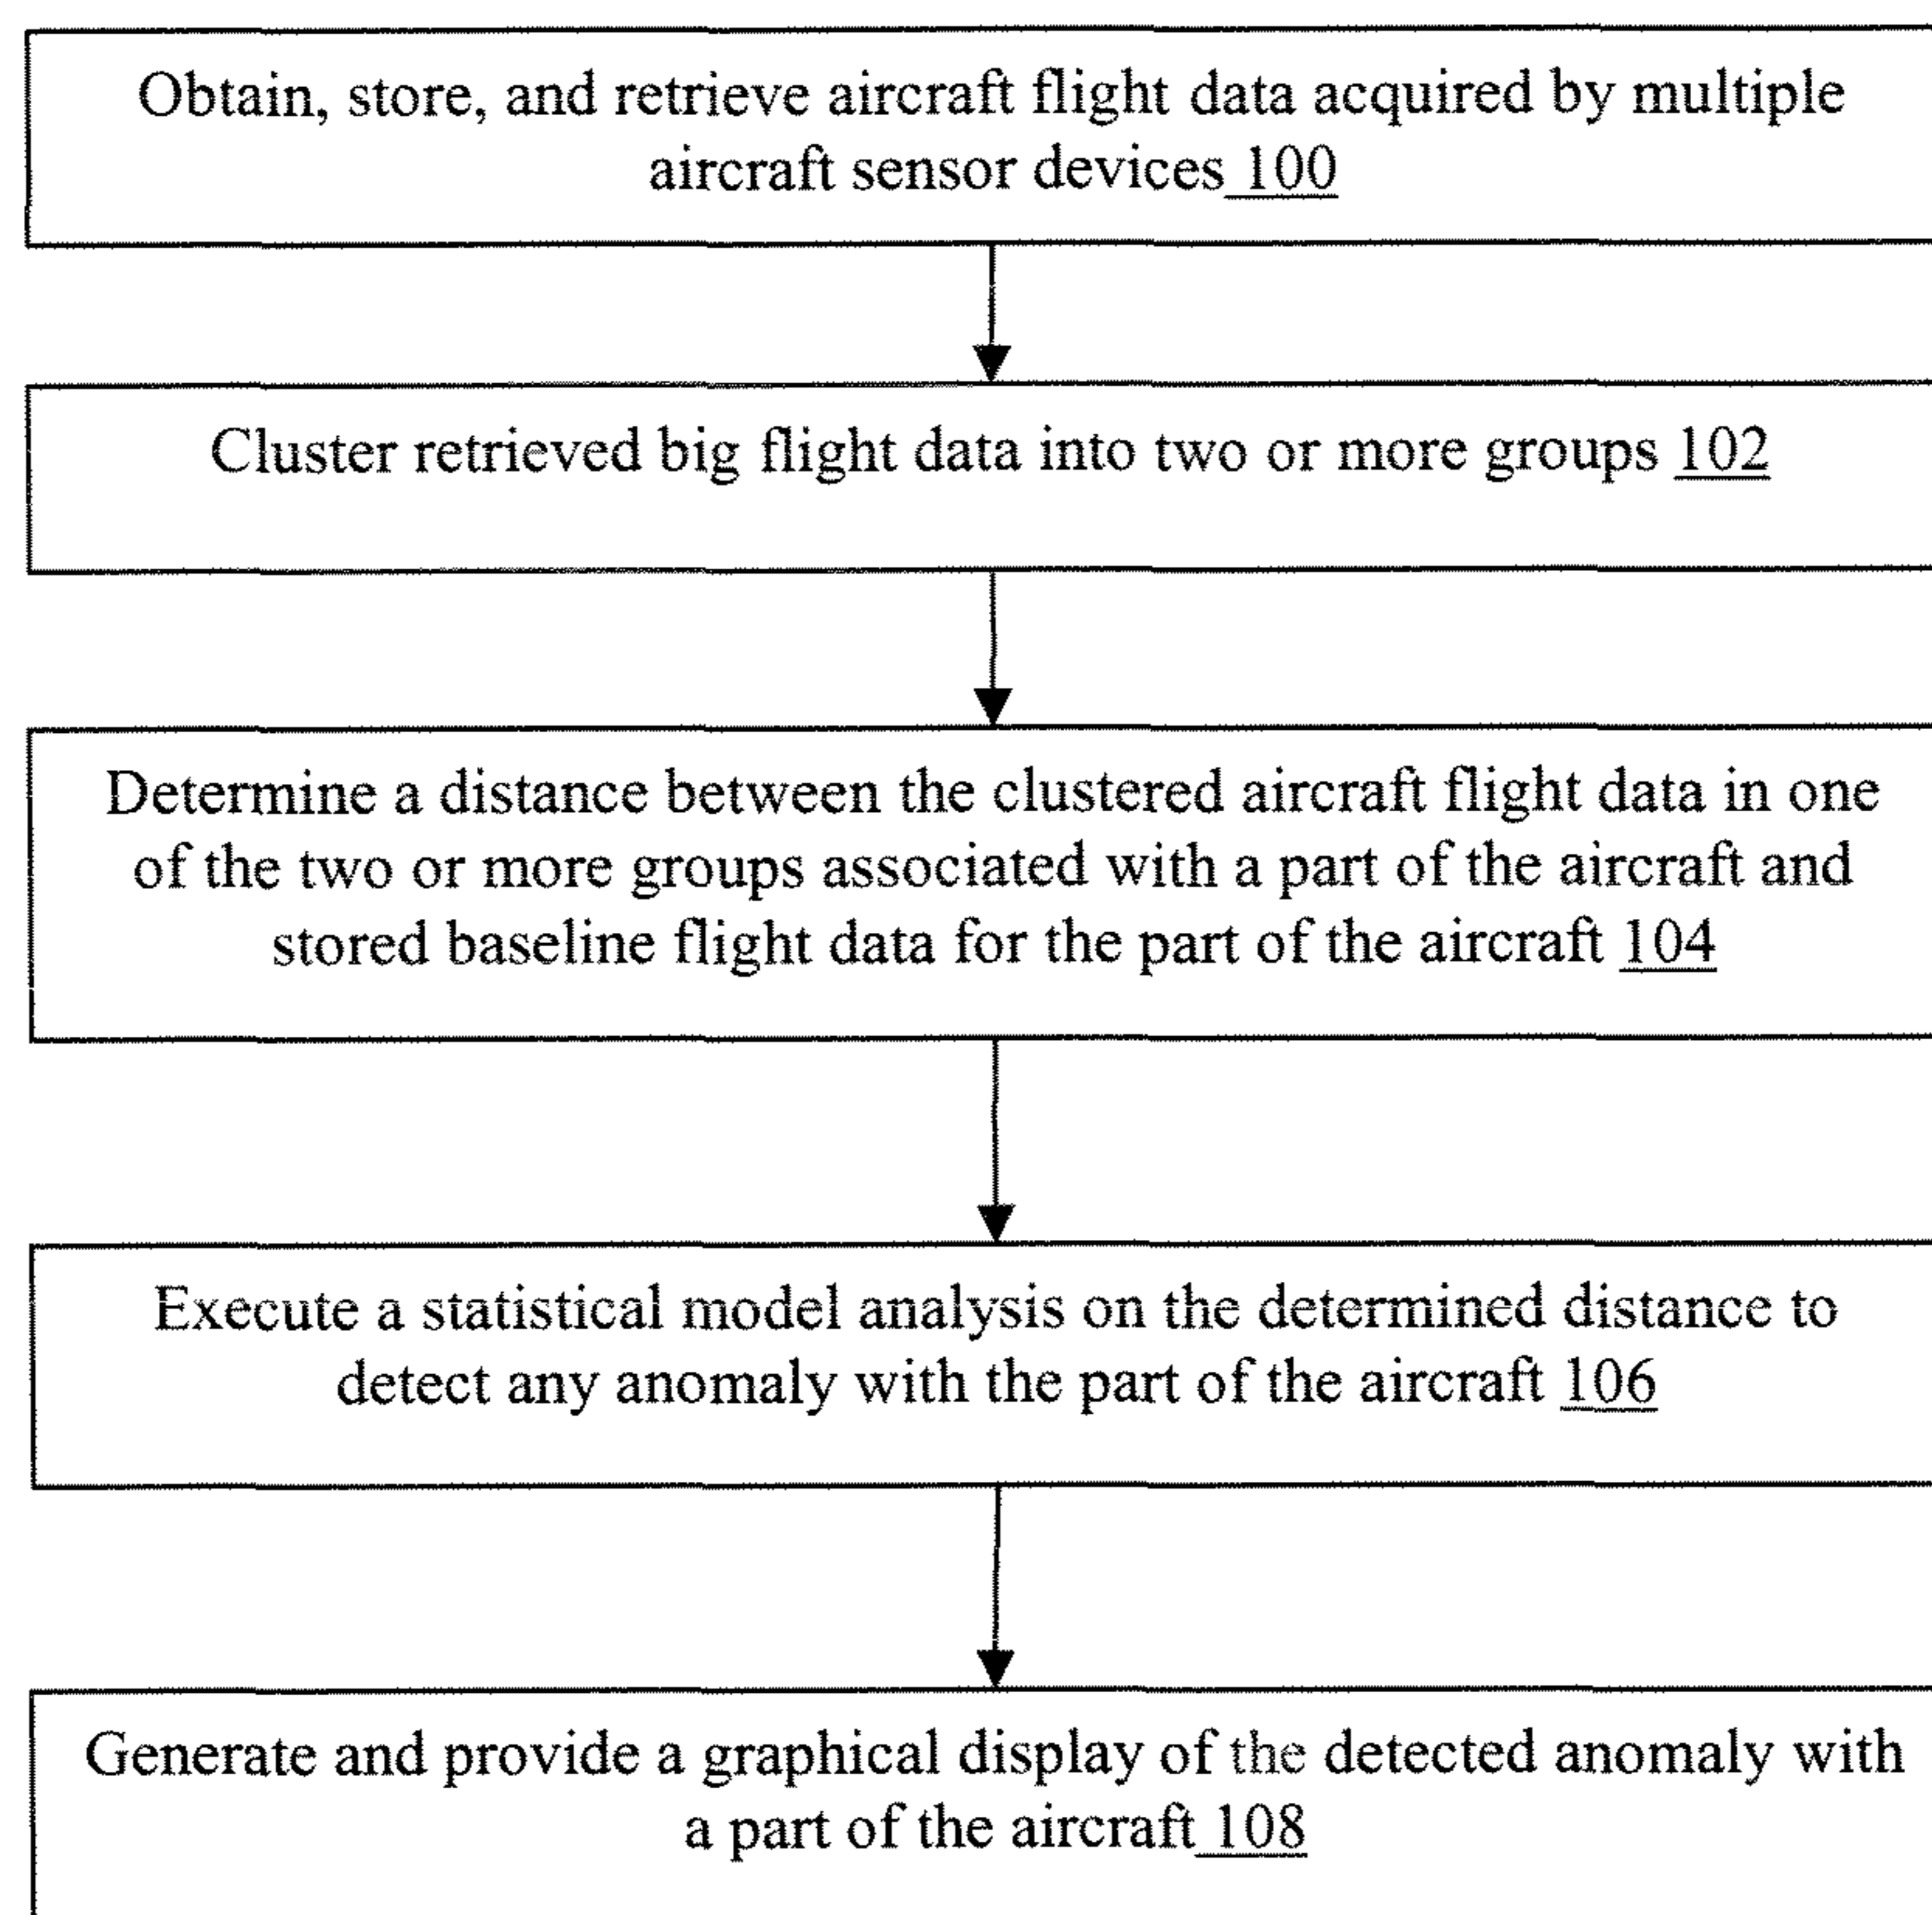 Obtain, store, and retrieve aircraft flight data acquired by multiple
aircraft sensor devices 100
Cluster retrieved big flight data into two or more groups 102
Determine a distance between the clustered aircraft flight data in one
of the two or more groups associated with a part of the aircraft and
stored baseline flight data for the part of the aircraft 104
Execute a statistical model analysis on the determined distance to
detect any anomaly with the part of the aircraft 106
Generate and provide a graphical display of the detected anomaly with
a part of the aircraft 108